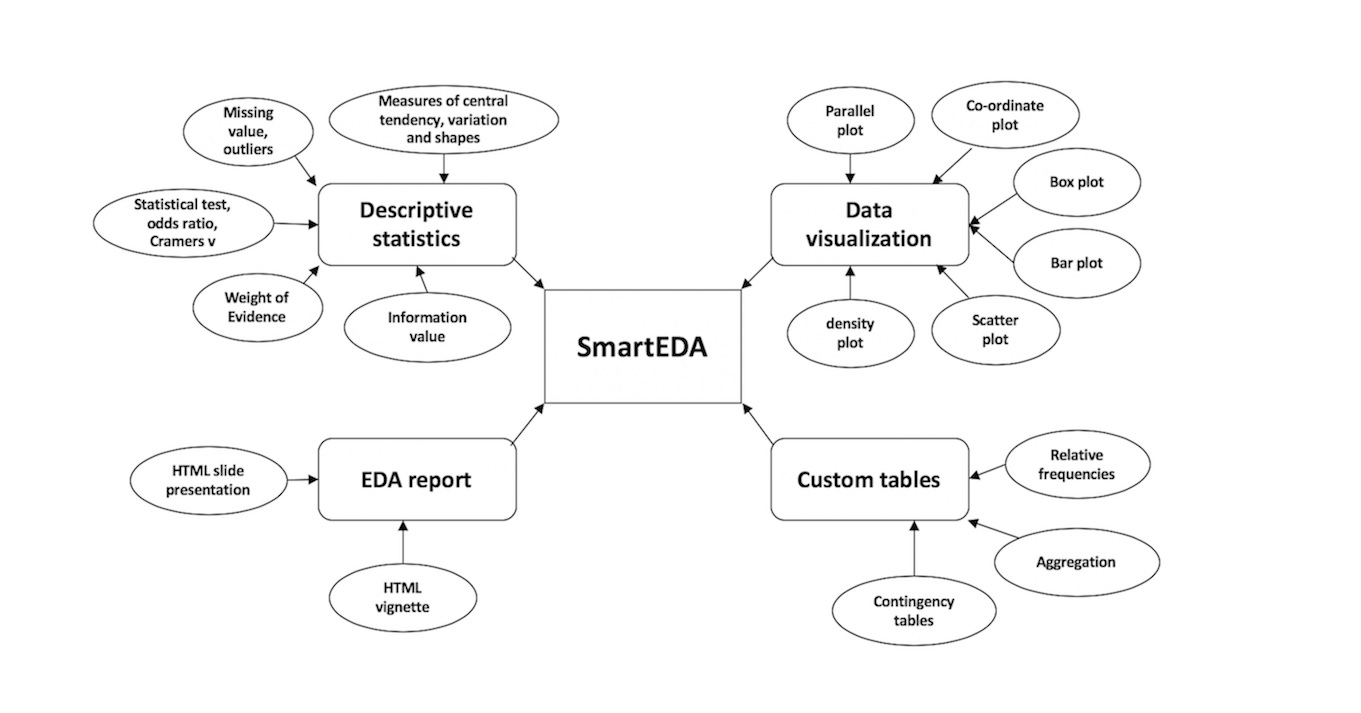 Missing
value,
outliers
Measures of central
tendency, variation
and shapes
Statistical test,
odds ratio,
Cramers v
Descriptive
statistics
Weight of
Evidence
Information
value
Parallel
plot
Co-ordinate
plot
Box plot
Data
visualization
Bar plot
density
plot
Scatter
plot
SmartEDA
HTML slide
presentation
EDA report
HTML
vignette
Custom tables
Relative
frequencies
Aggregation
Contingency
tables